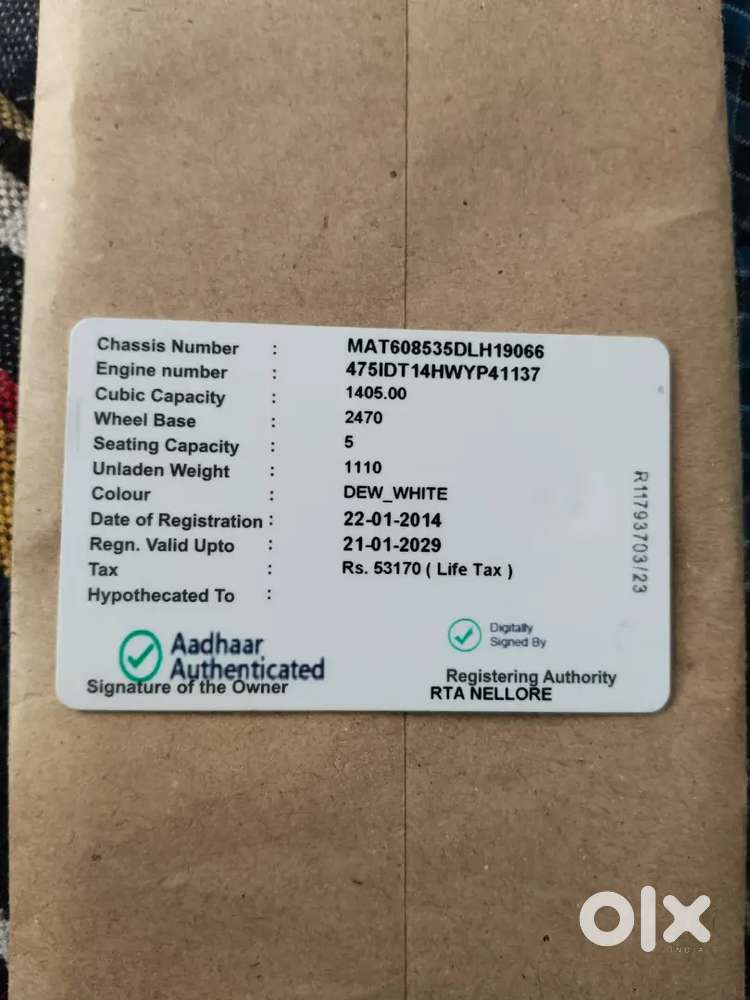 Chassis Number : MAT608535DLH19066
Engine number : 475IDT14HWYP41137
Cubic Capacity : 1405.00
Wheel Base : 2470
Seating Capacity : 5
Unladen Weight : 1110
Colour : DEW_WHITE
Date of Registration : 22-01-2014
Regn. Valid Upto : 21-01-2029
Tax : Rs. 53170 ( Life Tax )
Hypothecated To :
R11793703/23
Aadhaar
Authenticated
Signature of the Owner
Digitally
Signed By
Registering Authority
RTA NELLORE
olx
INDIA